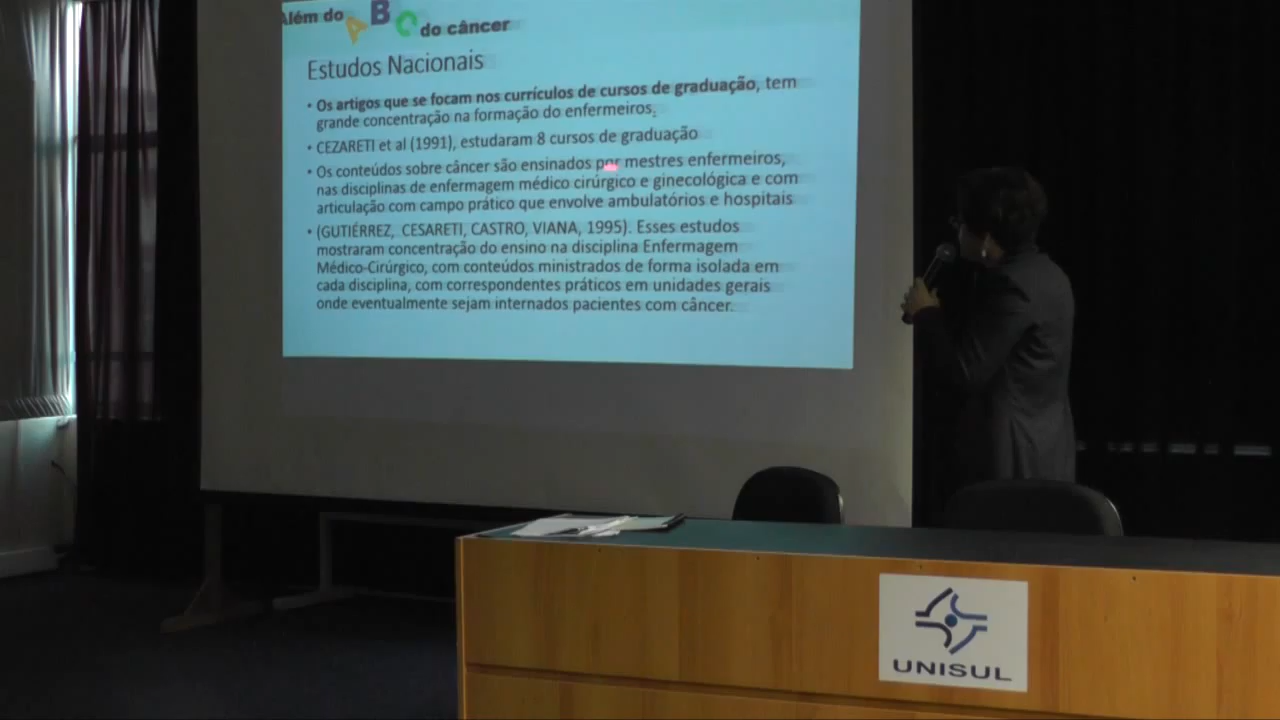 Além do ABC do câncer
Estudos Nacionais
• Os artigos que se focam nos currículos de cursos de graduação, tem
grande concentração na formação do enfermeiros.
• CEZARETI et al (1991), estudaram 8 cursos de graduação
• Os conteúdos sobre câncer são ensinados por mestres enfermeiros,
nas disciplinas de enfermagem médico cirúrgico e ginecológica e com
articulação com campo prático que envolve ambulatórios e hospitais
• (GUTIÉRREZ, CESARETI, CASTRO, VIANA, 1995). Esses estudos
mostraram concentração do ensino na disciplina Enfermagem
Médico-Cirúrgico, com conteúdos ministrados de forma isolada em
cada disciplina, com correspondentes práticos em unidades gerais
onde eventualmente sejam internados pacientes com câncer.
UNISUL